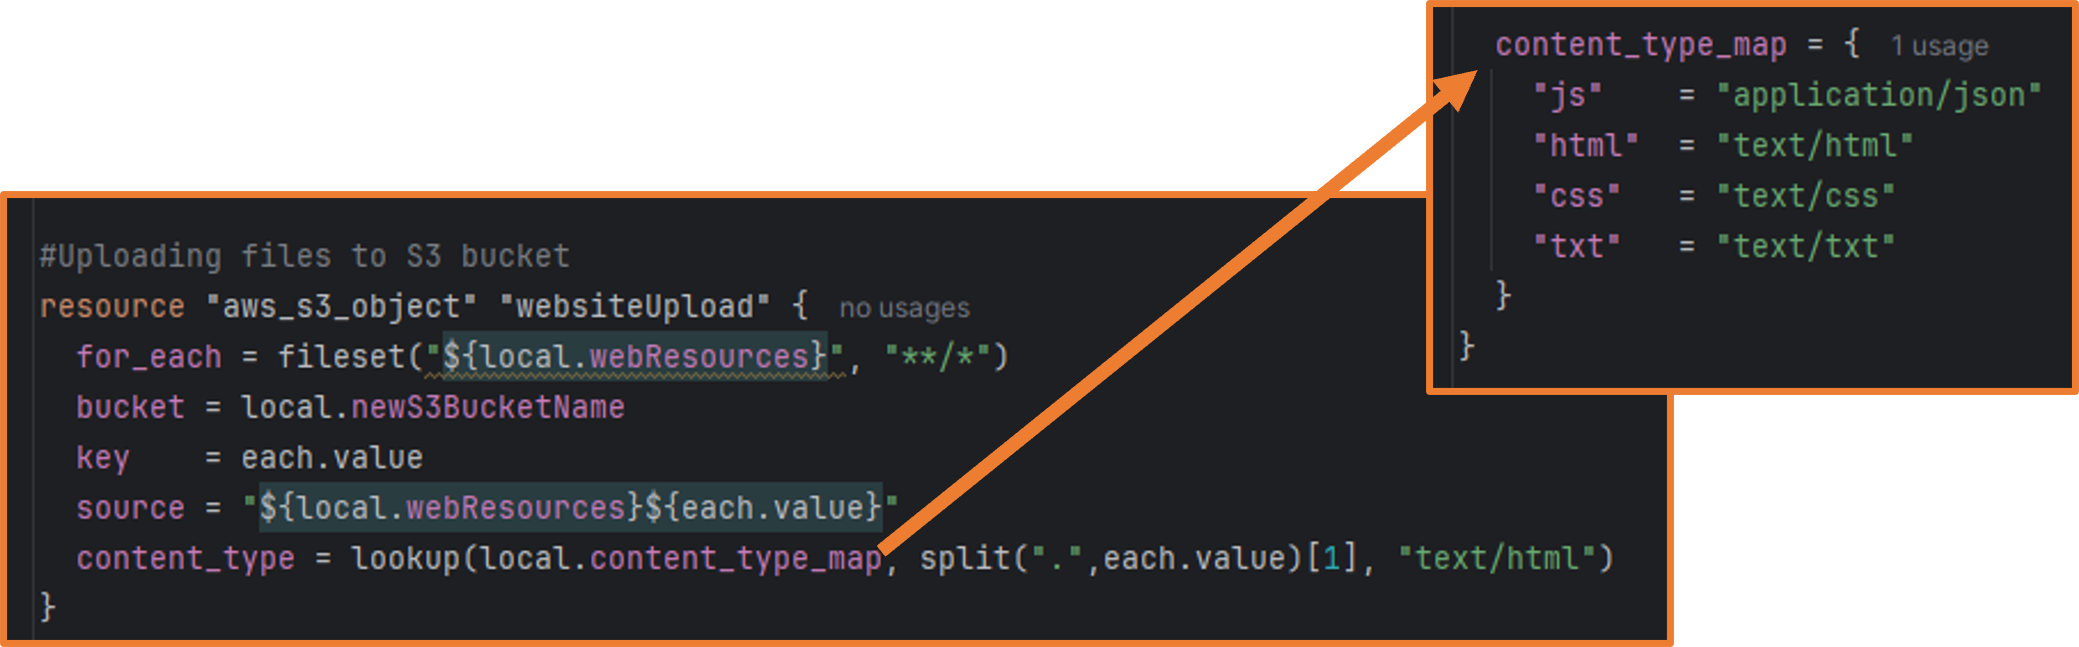 content_type_map = { 1 usage
"js" = "application/json"
"html" = "text/html"
"css" = "text/css"
"txt" = "text/txt"
}
}
#Uploading files to S3 bucket
resource "aws_s3_object" "websiteUpload" { no usages
for_each = fileset("${local.webResources}", "**/*")
bucket = local.newS3BucketName
key = each.value
source = "${local.webResources}${each.value}"
content_type = lookup(local.content_type_map, split(".",each.value)[1], "text/html")
}